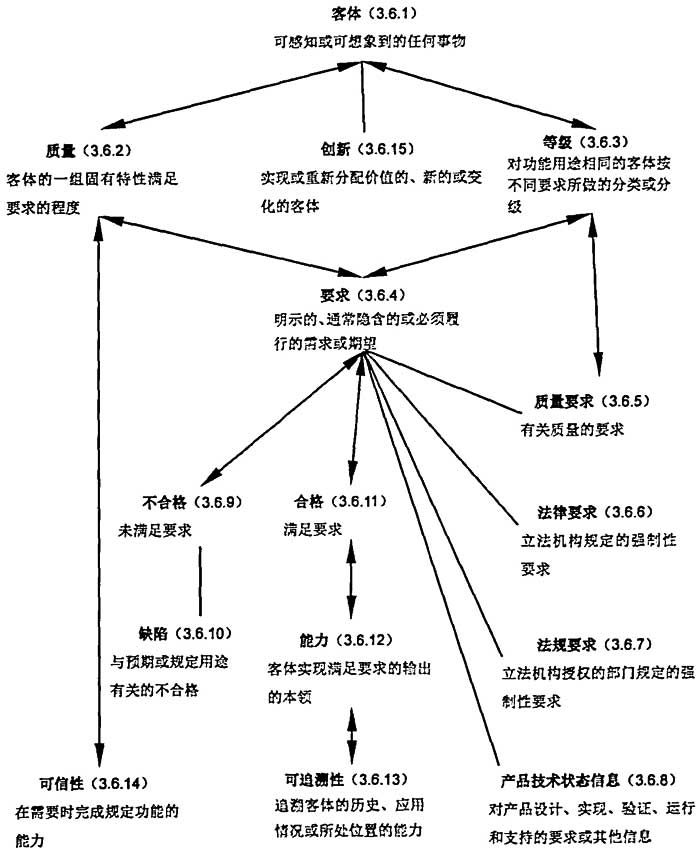 客体（3.6.1）
可感知或可想象到的任何事物
质量（3.6.2）
客体的一组固有特性满足
要求的程度
创新（3.6.15）
实现或重新分配价值的、新的或变
化的客体
等级（3.6.3）
对功能用途相同的客体按
不同要求所做的分类或分
级
要求（3.6.4）
明示的、通常隐含的或必须履
行的需求或期望
质量要求（3.6.5）
有关质量的要求
不合格（3.6.9）
未满足要求
合格（3.6.11）
满足要求
法律要求（3.6.6）
立法机构规定的强制性
要求
缺陷（3.6.10）
与预期或规定用途
有关的不合格
能力（3.6.12）
客体实现满足要求的输出
的本领
法规要求（3.6.7）
立法机构授权的部门规定的强
制性要求
可信性（3.6.14）
在需要时完成规定功能的
能力
可追溯性（3.6.13）
追溯客体的历史、应用
情况或所处位置的能力
产品技术状态信息（3.6.8）
对产品设计、实现、验证、运行
和支持的要求或其他信息